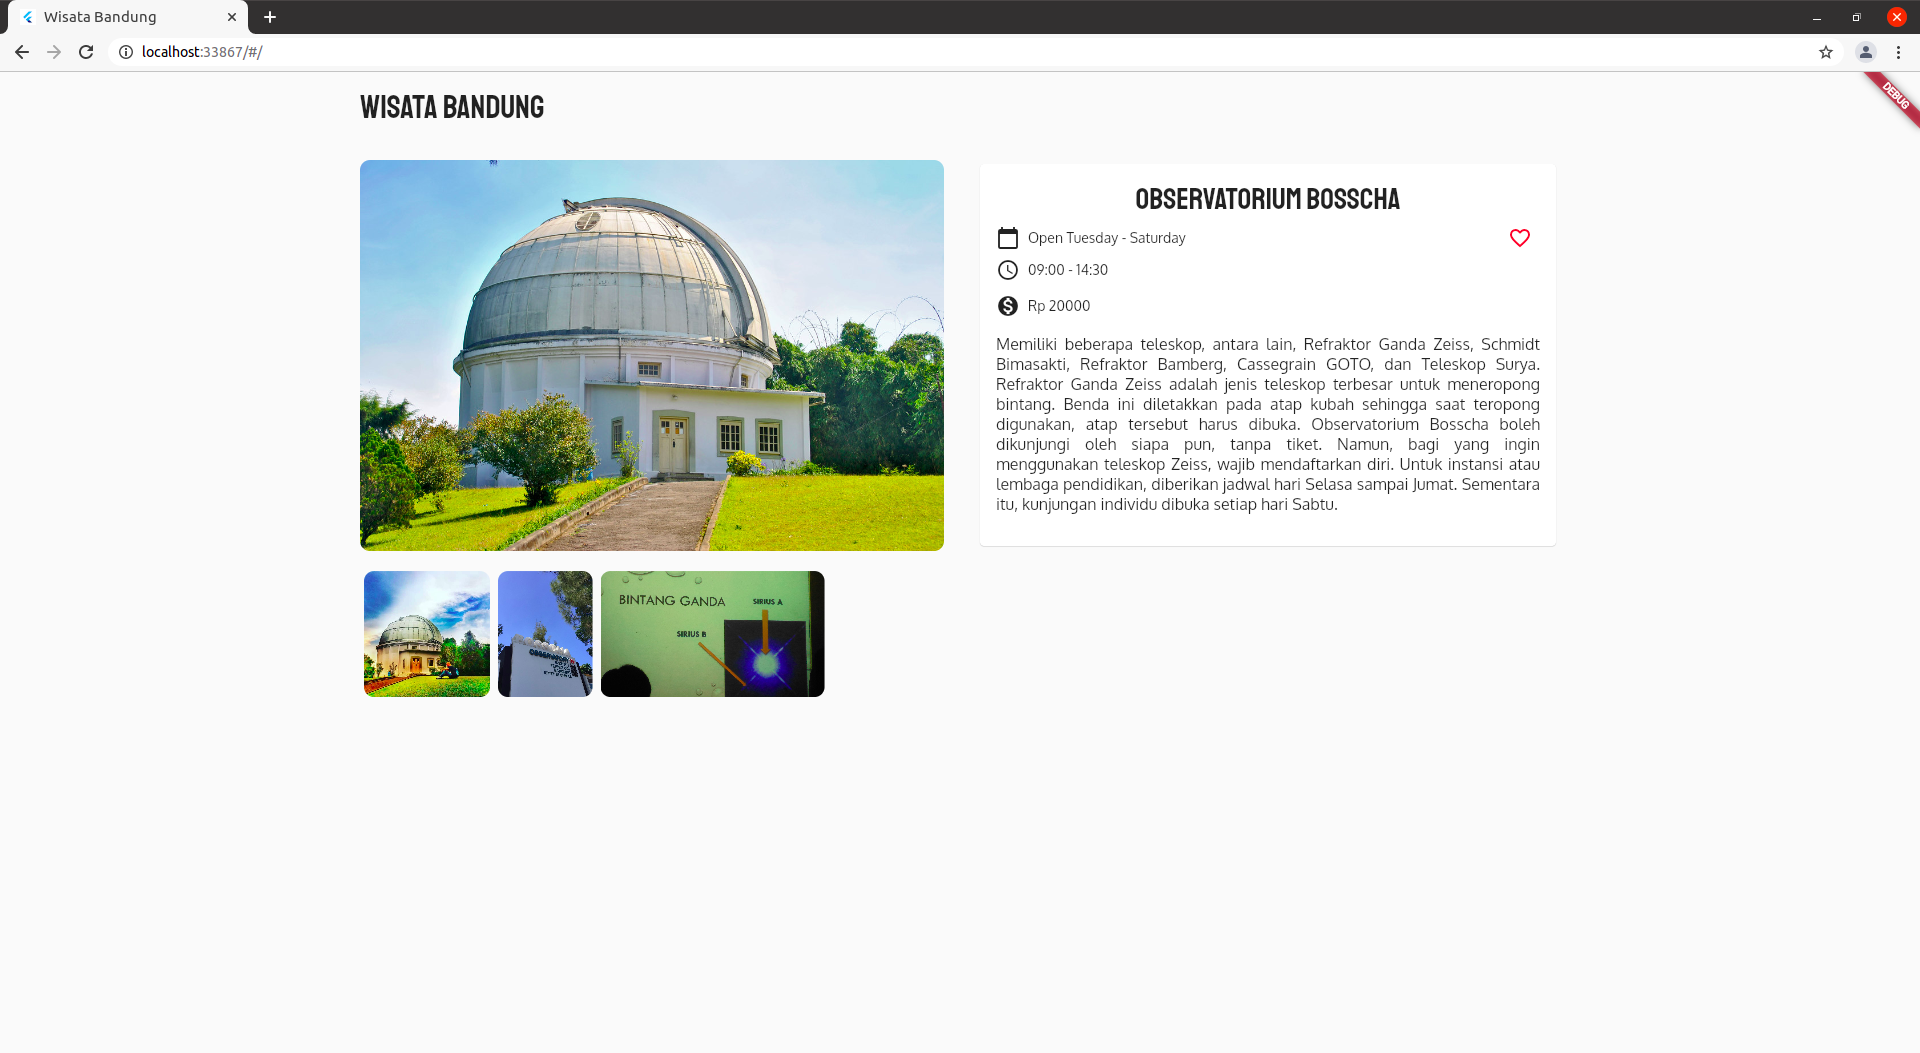 Wisata Bandung
localhost:33867/#/
DEBUG
WISATA BANDUNG
OBSERVATORIUM BOSSCHA
Open Tuesday - Saturday
09:00 - 14:30
Rp 20000
Memiliki beberapa teleskop, antara lain, Refraktor Ganda Zeiss, Schmidt
Bimasakti, Refraktor Bamberg, Cassegrain GOTO, dan Teleskop Surya.
Refraktor Ganda Zeiss adalah jenis teleskop terbesar untuk meneropong
bintang. Benda ini diletakkan pada atap kubah sehingga saat teropong
digunakan, atap tersebut harus dibuka. Observatorium Bosscha boleh
dikunjungi oleh siapa pun, tanpa tiket. Namun, bagi yang ingin
menggunakan teleskop Zeiss, wajib mendaftarkan diri. Untuk instansi atau
lembaga pendidikan, diberikan jadwal hari Selasa sampai Jumat. Sementara
itu, kunjungan individu dibuka setiap hari Sabtu.
BINTANG GANDA
SIRIUS A
SIRIUS B